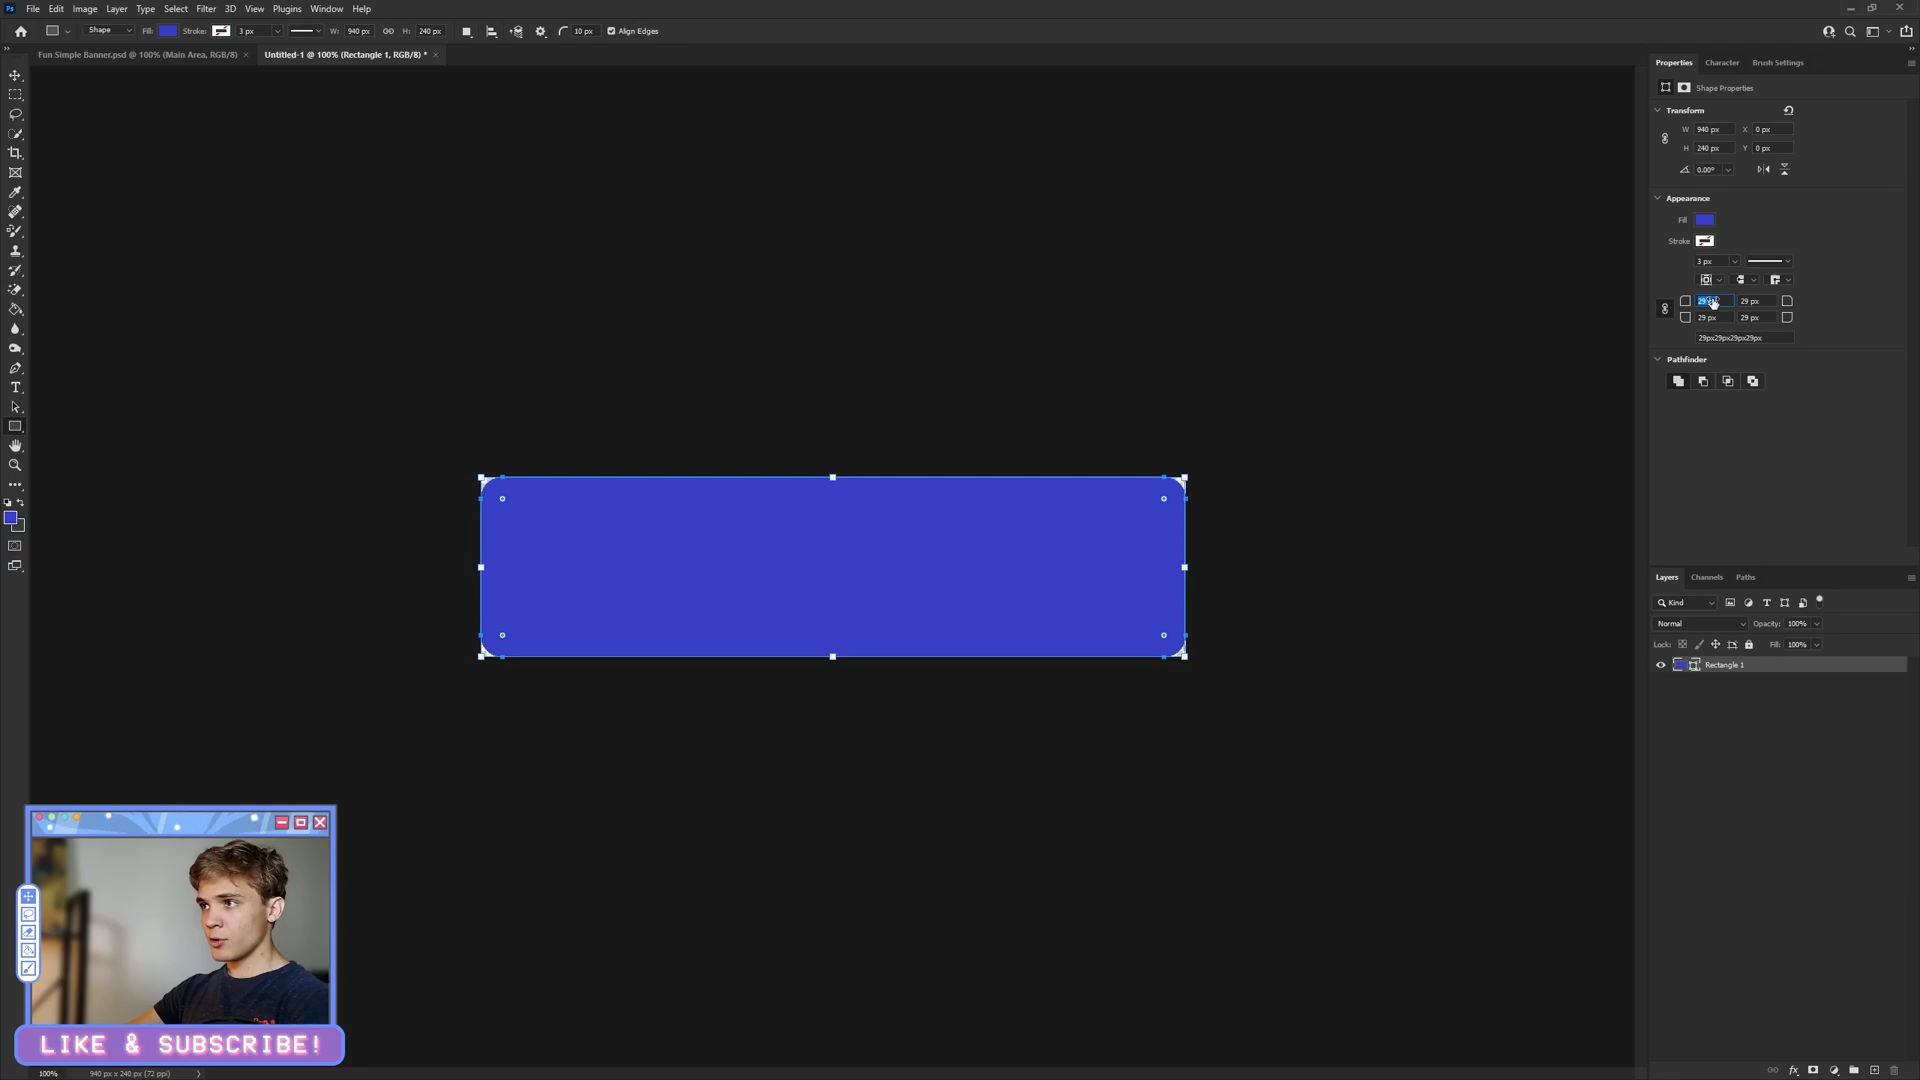 Ps File Edit Image Layer Type Select Filter 3D View Plugins Window Help
Shape Fill: Stroke: 3 px W: 940 px H: 240 px 10 px Align Edges
Fun Simple Banner.psd @ 100% (Main Area, RGB/8) × Untitled-1 @ 100% (Rectangle 1, RGB/8) * ×
Properties Character Brush Settings
Shape Properties
Transform
W 940 px X 0 px
H 240 px Y 0 px
0.00°
Appearance
Fill
Stroke
3 px
29 px
29 px 29 px
29px29px29px29px
Pathfinder
Layers Channels Paths
Kind
Normal Opacity: 100%
Lock: Fill: 100%
Rectangle 1
LIKE & SUBSCRIBE!
100% 940 px x 240 px (72 ppi)